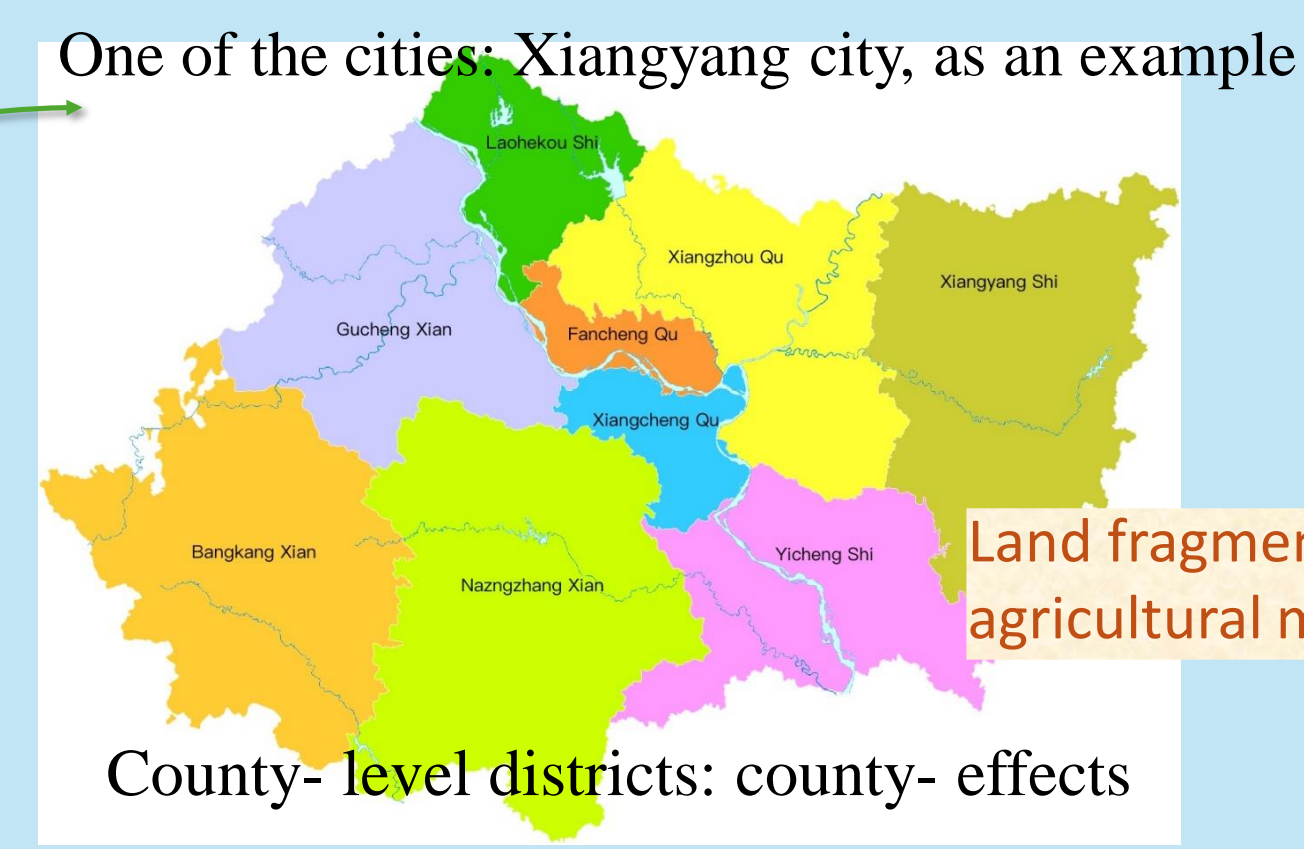 One of the cities: Xiangyang city, as an example
Laohekou Shi
Xiangzhou Qu
Xiangyang Shi
Gucheng Xian
Fancheng Qu
Xiangcheng Qu
Bangkang Xian
Nazngzhang Xian
Yicheng Shi
Land fragmen
agricultural m
County- level districts: county- effects